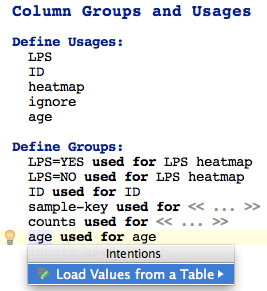 Column Groups and Usages
Define Usages:
LPS
ID
heatmap
ignore
age
Define Groups:
LPS=YES used for LPS heatmap
LPS=NO used for LPS heatmap
ID used for ID
sample-key used for << ... >>
counts used for << ... >>
age used for age
Intentions
Load Values from a Table